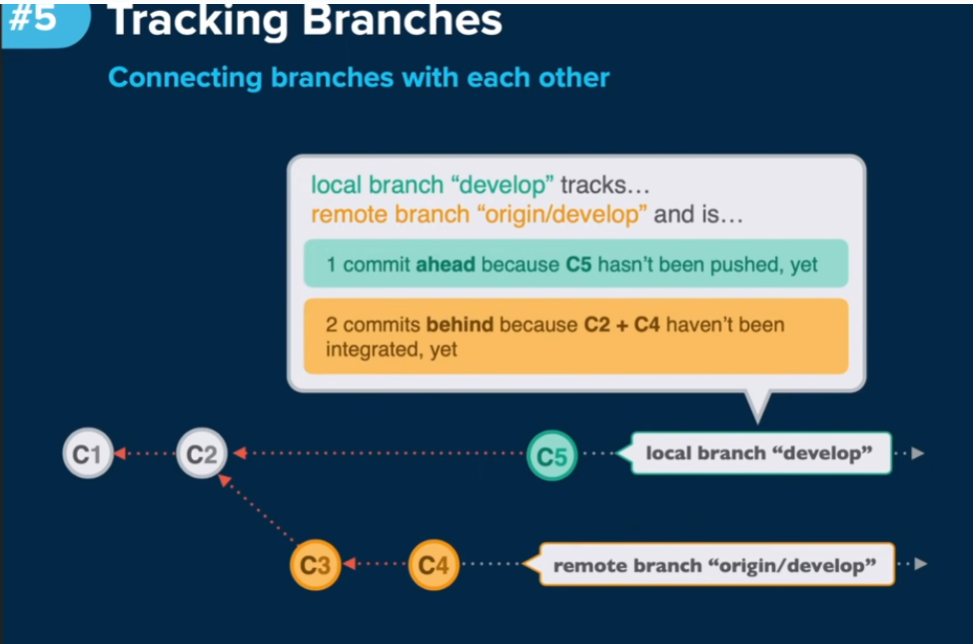 #5
Tracking Branches
Connecting branches with each other
local branch “develop” tracks...
remote branch “origin/develop” and is...
1 commit ahead because C5 hasn’t been pushed, yet
2 commits behind because C2 + C4 haven’t been
integrated, yet
C1
C2
C5
local branch “develop”
C3
C4
remote branch “origin/develop”